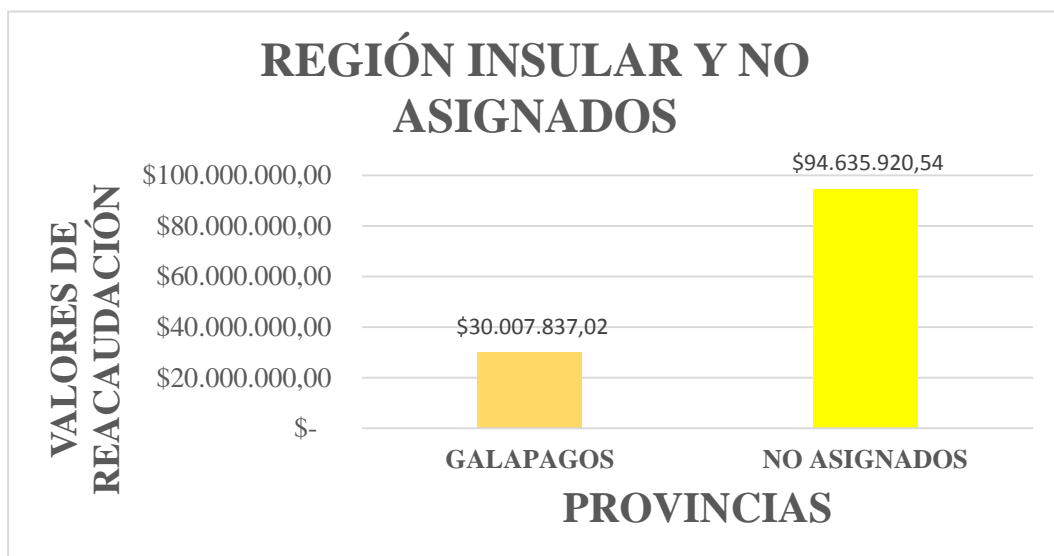 REGIÓN INSULAR Y NO
ASIGNADOS
VALORES DE
REACAUDACIÓN
$100.000.000,00
$80.000.000,00
$60.000.000,00
$40.000.000,00
$20.000.000,00
$-
$30.007.837,02
$94.635.920,54
GALAPAGOS
NO ASIGNADOS
PROVINCIAS